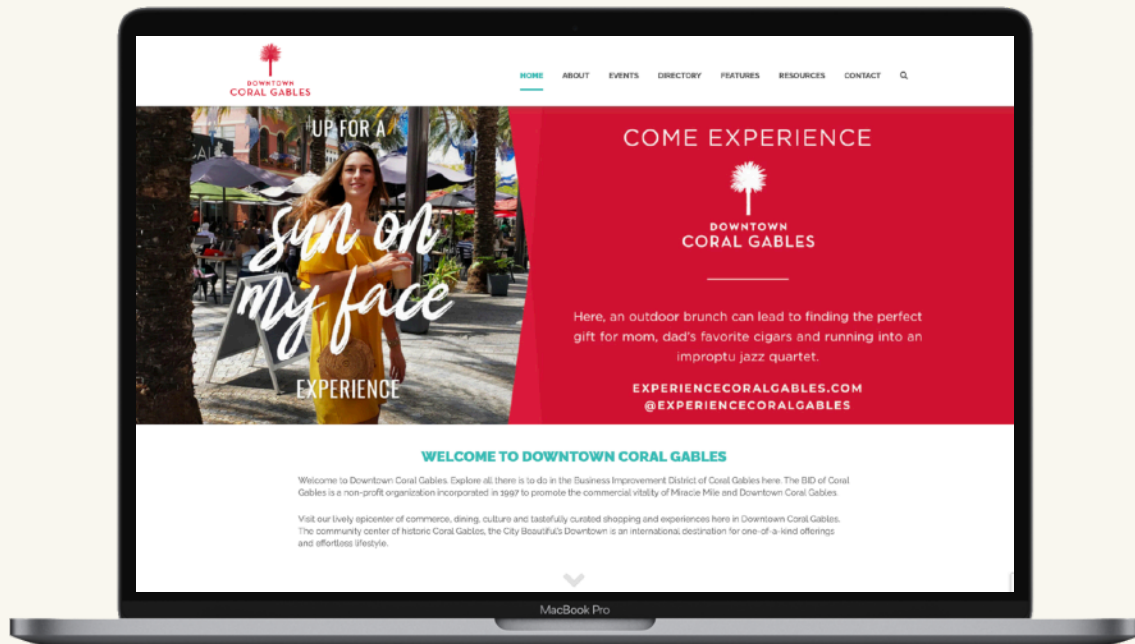 DOWNTOWN
CORAL GABLES
HOME ABOUT EVENTS DIRECTORY FEATURES RESOURCES CONTACT
UP FOR A
sun on
my face
EXPERIENCE
COME EXPERIENCE
DOWNTOWN
CORAL GABLES
Here, an outdoor brunch can lead to finding the perfect
gift for mom, dad's favorite cigars and running into an
improptu jazz quartet.
EXPERIENCECORALGABLES.COM
@EXPERIENCECORALGABLES
WELCOME TO DOWNTOWN CORAL GABLES
Welcome to Downtown Coral Gables. Explore all there is to do in the Business Improvement District of Coral Gables here. The BID of Coral
Gables is a non-profit organization incorporated in 1997 to promote the commercial vitality of Miracle Mile and Downtown Coral Gables.
Visit our lively epicenter of commerce, dining, culture and tastefully curated shopping and experiences here in Downtown Coral Gables.
The community center of historic Coral Gables, the City Beautiful's Downtown is an international destination for one-of-a-kind offerings
and effortless lifestyle.
MacBook Pro